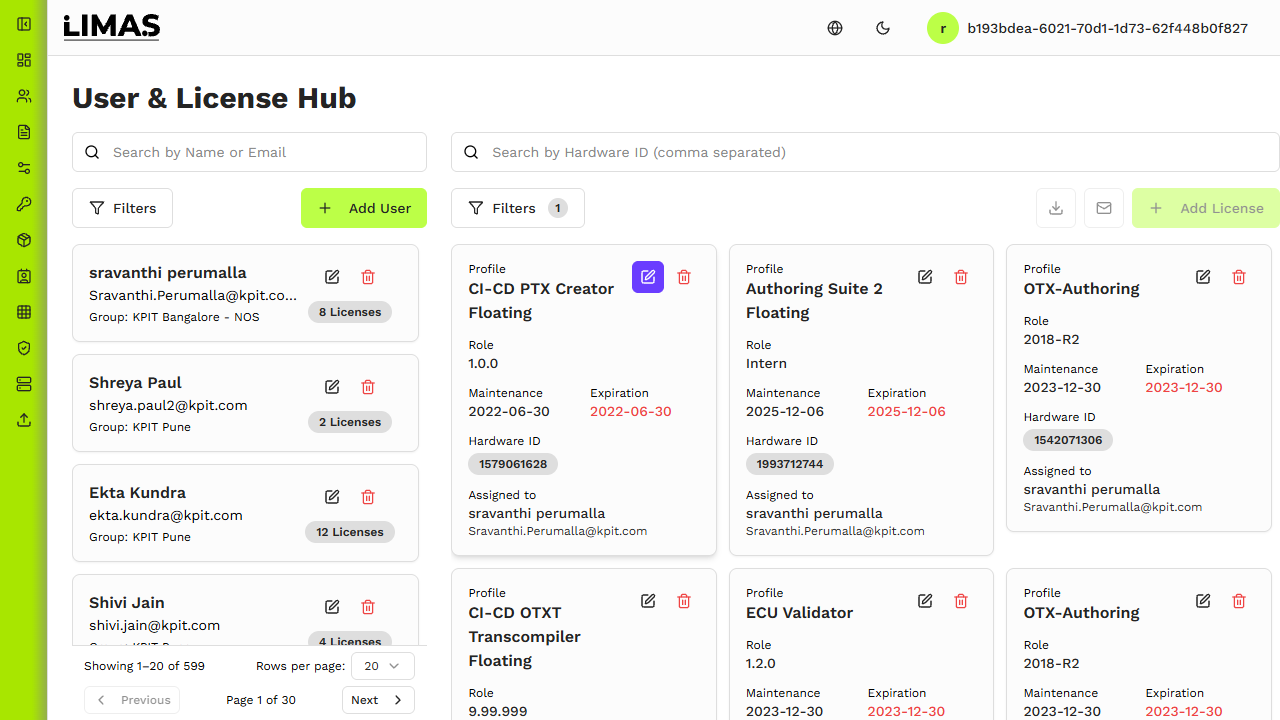 LIMAS
r
b193bdea-6021-70d1-1d73-62f448b0f827
User & License Hub
Search by Name or Email
Search by Hardware ID (comma separated)
Filters
Add User
Filters
1
Add License
sravanthi perumalla
Sravanthi.Perumalla@kpit.co...
Group: KPIT Bangalore - NOS
8 Licenses
Shreya Paul
shreya.paul2@kpit.com
Group: KPIT Pune
2 Licenses
Ekta Kundra
ekta.kundra@kpit.com
Group: KPIT Pune
12 Licenses
Shivi Jain
shivi.jain@kpit.com
4 Licenses
Showing 1–20 of 599
Rows per page:
20
Previous
Page 1 of 30
Next
Profile
CI-CD PTX Creator
Floating
Role
1.0.0
Maintenance
Expiration
2022-06-30
2022-06-30
Hardware ID
1579061628
Assigned to
sravanthi perumalla
Sravanthi.Perumalla@kpit.com
Profile
Authoring Suite 2
Floating
Role
Intern
Maintenance
Expiration
2025-12-06
2025-12-06
Hardware ID
1993712744
Assigned to
sravanthi perumalla
Sravanthi.Perumalla@kpit.com
Profile
OTX-Authoring
Role
2018-R2
Maintenance
Expiration
2023-12-30
2023-12-30
Hardware ID
1542071306
Assigned to
sravanthi perumalla
Sravanthi.Perumalla@kpit.com
Profile
CI-CD OTXT
Transcompiler
Floating
Role
9.99.999
Profile
ECU Validator
Role
1.2.0
Maintenance
Expiration
2023-12-30
2023-12-30
Profile
OTX-Authoring
Role
2018-R2
Maintenance
Expiration
2023-12-30
2023-12-30